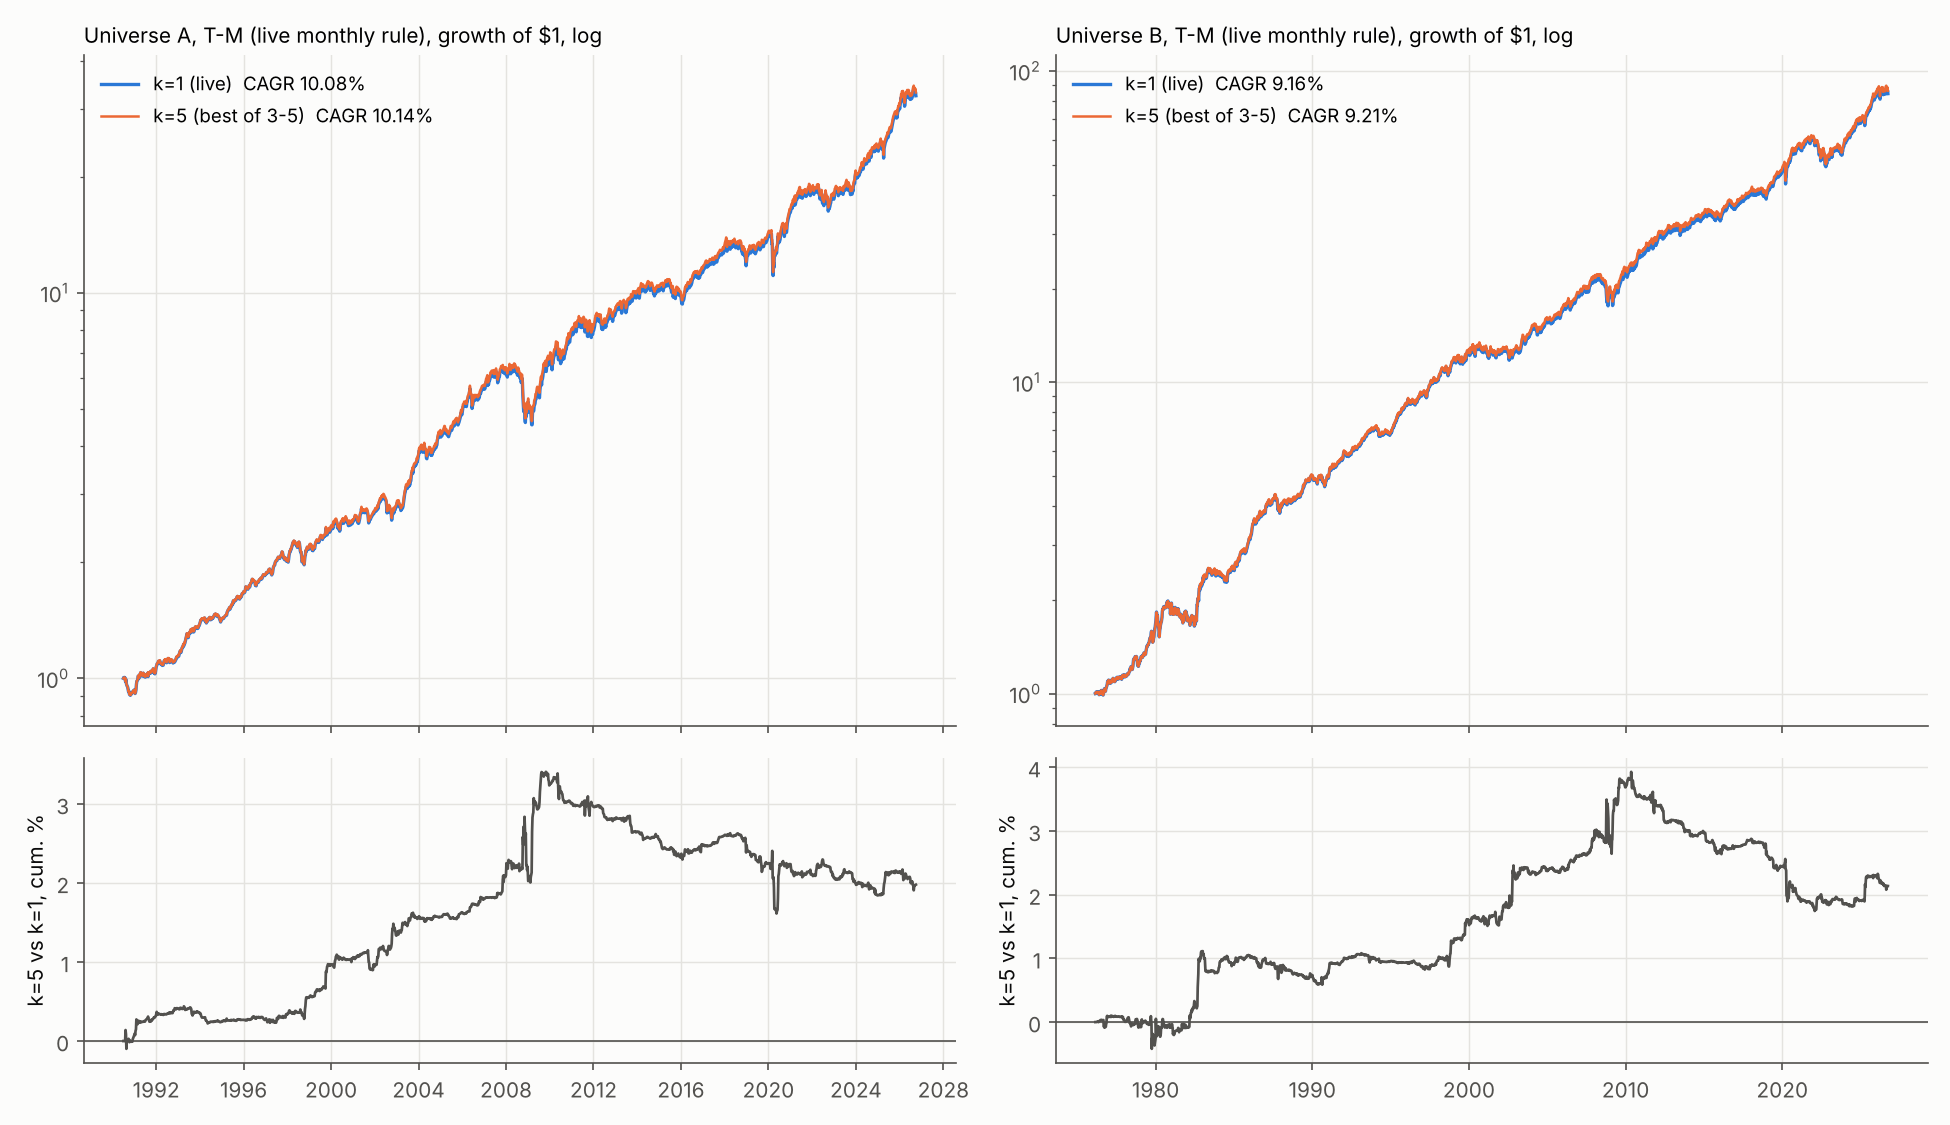 Universe A, T-M (live monthly rule), growth of $1, log
k=1 (live) CAGR 10.08%
k=5 (best of 3-5) CAGR 10.14%
10¹
10⁰
Universe B, T-M (live monthly rule), growth of $1, log
k=1 (live) CAGR 9.16%
k=5 (best of 3-5) CAGR 9.21%
10²
10¹
10⁰
k=5 vs k=1, cum. %
3
2
1
0
1992 1996 2000 2004 2008 2012 2016 2020 2024 2028
k=5 vs k=1, cum. %
4
3
2
1
0
1980 1990 2000 2010 2020